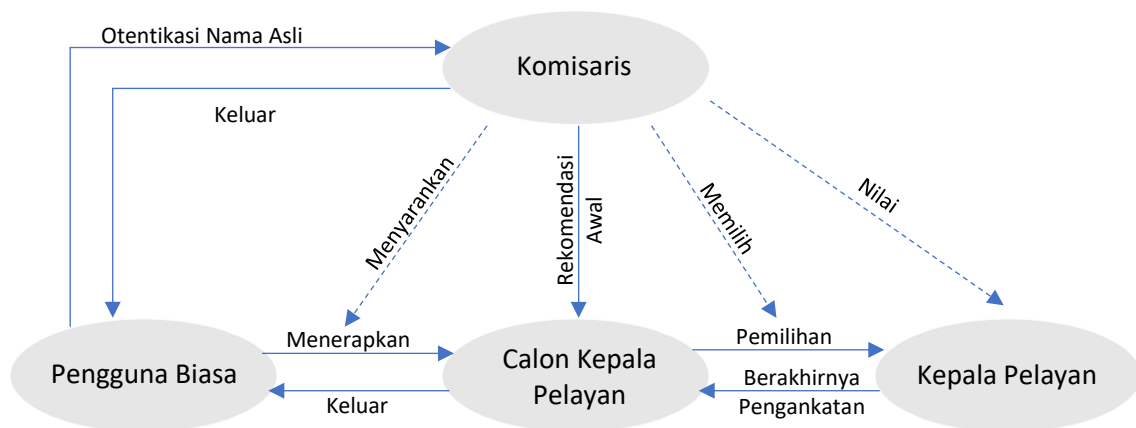 Otentikasi Nama Asli
Komisaris
Keluar
Menyarankan
Rekomendasi
Awal
Memilih
Nilai
Pengguna Biasa
Menerapkan
Keluar
Calon Kepala
Pelayan
Pemilihan
Berakhirnya
Pengankatan
Kepala Pelayan